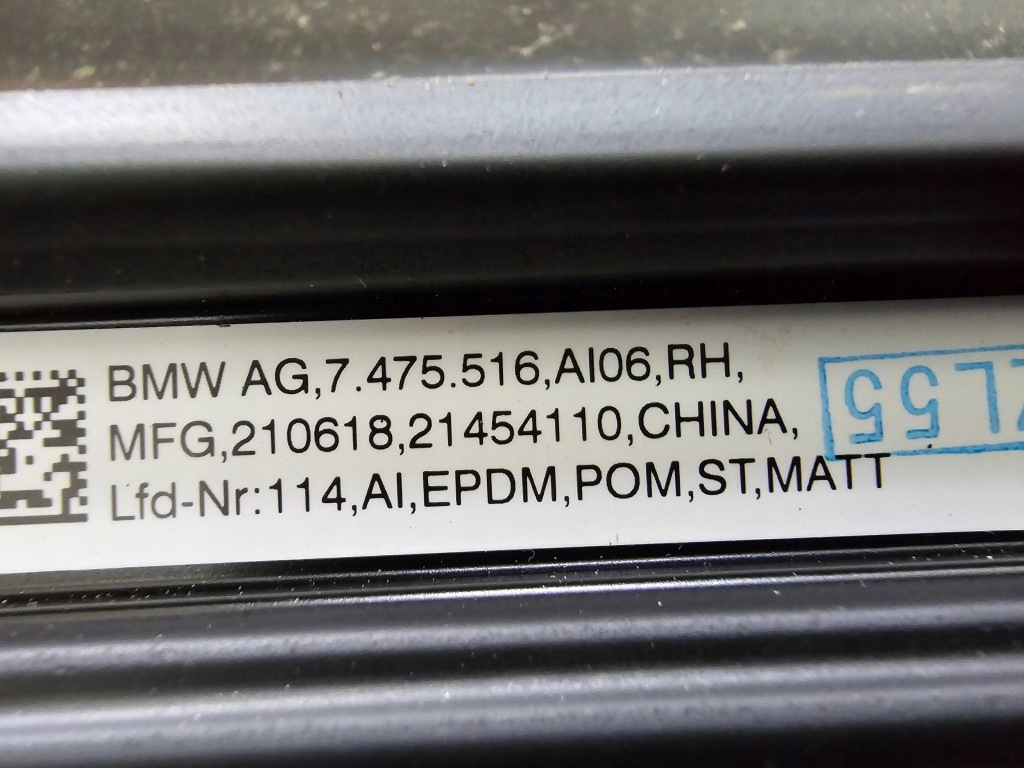 BMW AG,7.475.516,AI06,RH,
MFG,210618,21454110,CHINA,
Lfd-Nr:114,AI,EPDM,POM,ST,MATT